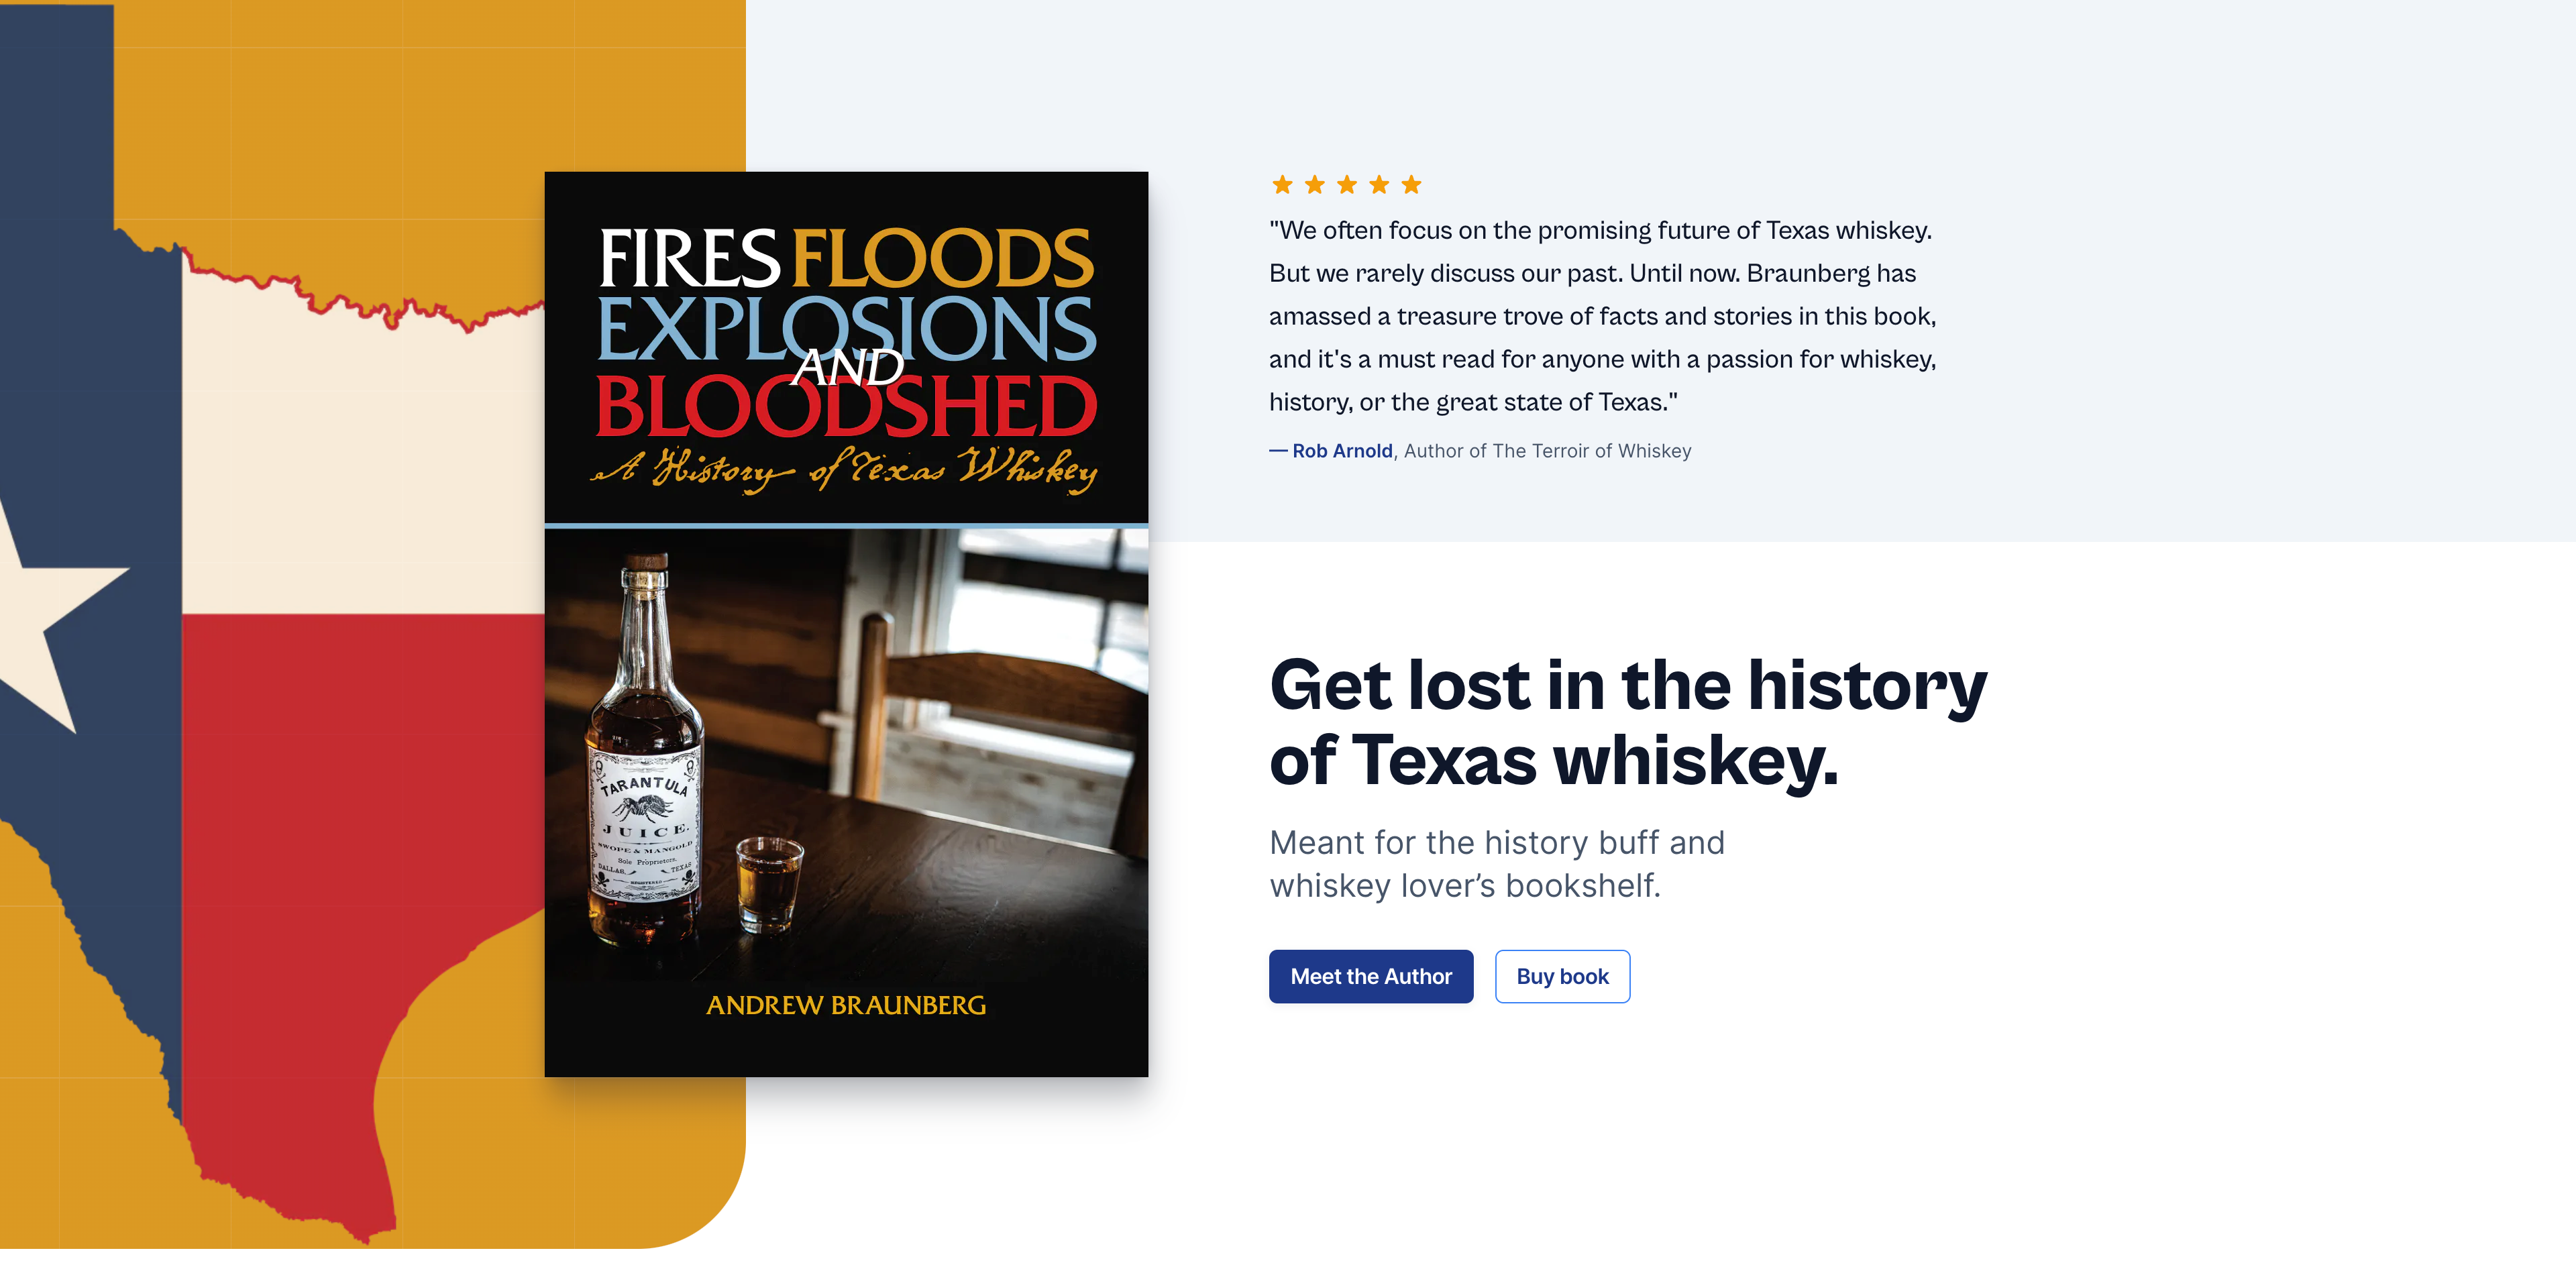 FIRES FLOODS
EXPLOSIONS
AND
BLOODSHED
A History of Texas Whiskey
TARANTULA
JUICE.
SWOPE & MANGOLD
Sole Proprietors.
DALLAS, TEXAS
REGISTERED
ANDREW BRAUNBERG
"We often focus on the promising future of Texas whiskey.
But we rarely discuss our past. Until now. Braunberg has
amassed a treasure trove of facts and stories in this book,
and it's a must read for anyone with a passion for whiskey,
history, or the great state of Texas."
— Rob Arnold, Author of The Terroir of Whiskey
Get lost in the history
of Texas whiskey.
Meant for the history buff and
whiskey lover’s bookshelf.
Meet the Author
Buy book